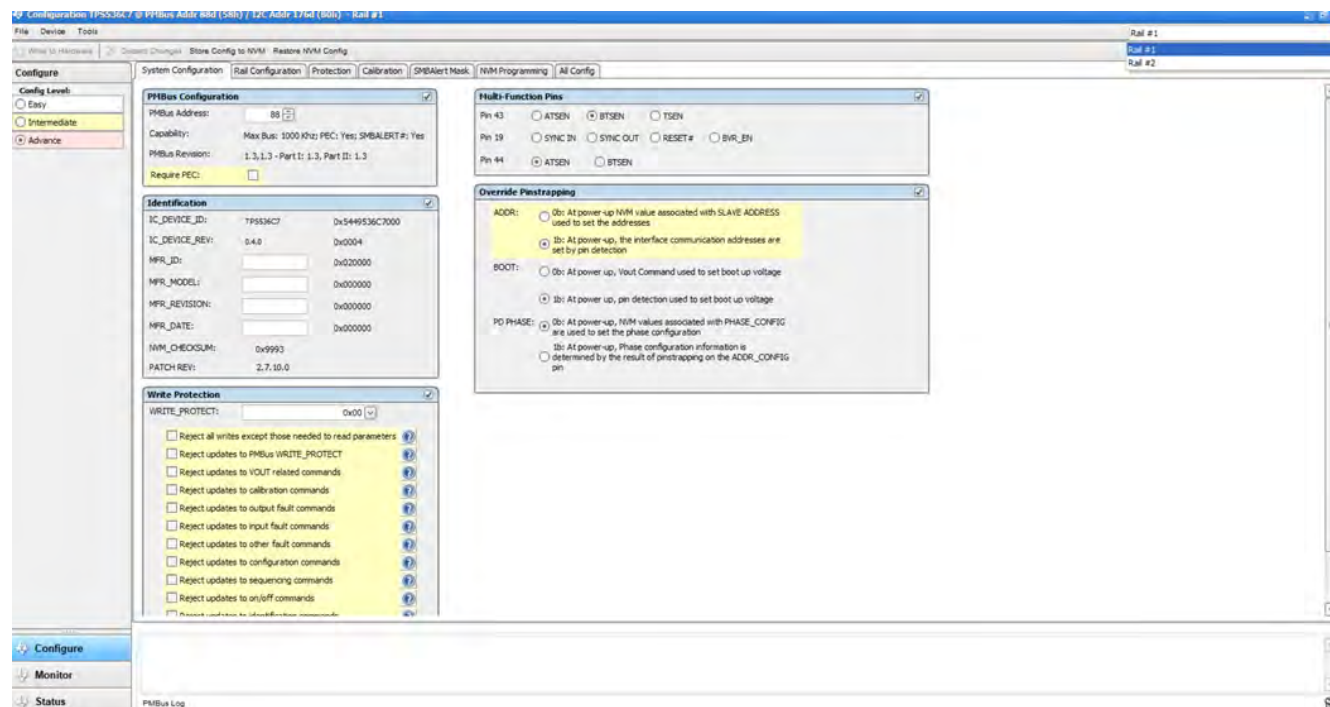 Configuration TPS536C7 @ PMBus Addr 88d (58h) / I2C Addr 176d (B0h) - Rail #1
File Device Tools
Rail #1
Write to Hardware Discard Changes Store Config to NVM Restore NVM Config
Rail #1
Rail #2
Configure
System Configuration Rail Configuration Protection Calibration SMBAlert Mask NVM Programming All Config
Config Level:
Easy
Intermediate
Advance
PMBus Configuration
PMBus Address: 88
Capability: Max Bus: 1000 Khz; PEC: Yes; SMBALERT#: Yes
PMBus Revision: 1.3,1.3 - Part I: 1.3, Part II: 1.3
Require PEC:
Identification
IC_DEVICE_ID: TPS536C7 0x5449536C7000
IC_DEVICE_REV: 0.4.0 0x0004
MFR_ID: 0x020000
MFR_MODEL: 0x000000
MFR_REVISION: 0x000000
MFR_DATE: 0x000000
NVM_CHECKSUM: 0x9993
PATCH REV: 2.7.10.0
Write Protection
WRITE_PROTECT: 0x00
Reject all writes except those needed to read parameters
Reject updates to PMBus WRITE_PROTECT
Reject updates to VOUT related commands
Reject updates to calibration commands
Reject updates to output fault commands
Reject updates to input fault commands
Reject updates to other fault commands
Reject updates to configuration commands
Reject updates to sequencing commands
Reject updates to on/off commands
Reject updates to identification commands
Multi-Function Pins
Pin 43 ATSEN BTSEN TSEN
Pin 19 SYNC IN SYNC OUT RESET# BVR_EN
Pin 44 ATSEN BTSEN
Override Pinstrapping
ADDR: 0b: At power-up NVM value associated with SLAVE ADDRESS
used to set the addresses
1b: At power-up, the interface communication addresses are
set by pin detection
BOOT: 0b: At power up, Vout Command used to set boot up voltage
1b: At power up, pin detection used to set boot up voltage
PD PHASE: 0b: At power-up, NVM values associated with PHASE_CONFIG
are used to set the phase configuration
1b: At power-up, Phase configuration information is
determined by the result of pinstrapping on the ADDR_CONFIG
pin
Configure
Monitor
Status
PMBus Log